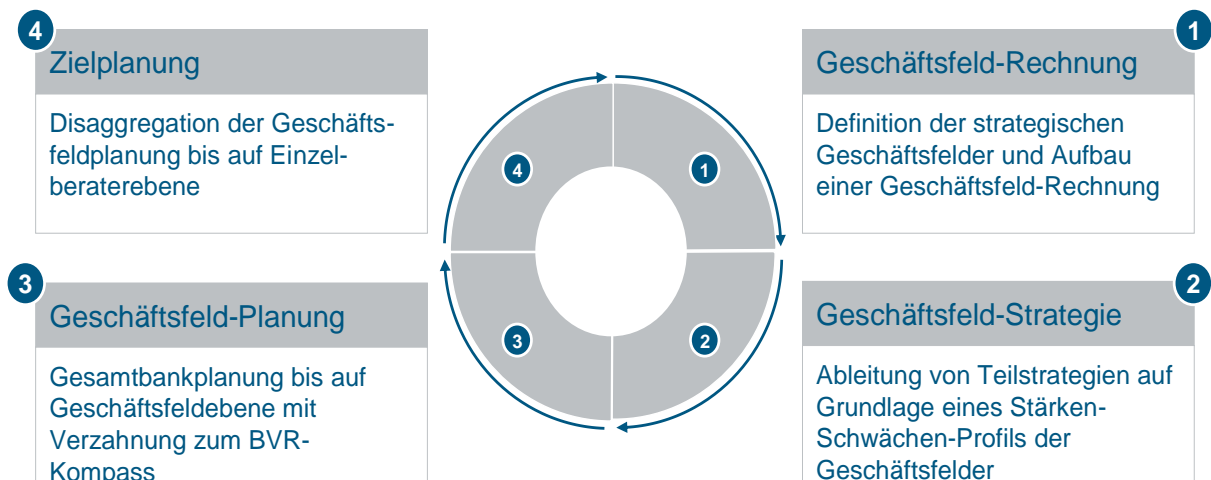 4
Zielplanung
Disaggregation der Geschäfts-
feldplanung bis auf Einzel-
beraterebene
1
Geschäftsfeld-Rechnung
Definition der strategischen
Geschäftsfelder und Aufbau
einer Geschäftsfeld-Rechnung
4
1
3
2
3
Geschäftsfeld-Planung
Gesamtbankplanung bis auf
Geschäftsfeldebene mit
Verzahnung zum BVR-
Kompass
2
Geschäftsfeld-Strategie
Ableitung von Teilstrategien auf
Grundlage eines Stärken-
Schwächen-Profils der
Geschäftsfelder